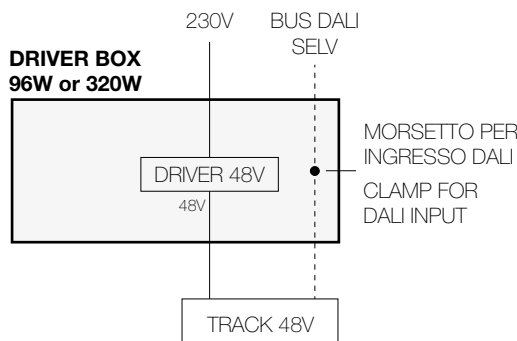 230V
BUS DALI
SELV
DRIVER BOX
96W or 320W
MORSETTO PER
INGRESSO DALI
CLAMP FOR
DALI INPUT
DRIVER 48V
48V
TRACK 48V